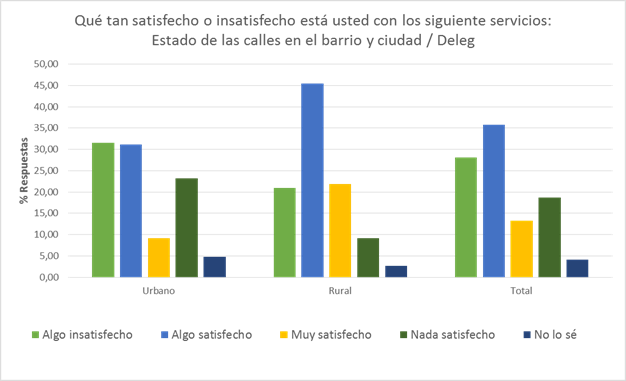 Qué tan satisfecho o insatisfecho está usted con los siguiente servicios:
Estado de las calles en el barrio y ciudad / Deleg
50,00
45,00
40,00
35,00
30,00
25,00
20,00
15,00
10,00
5,00
0,00
% Respuestas
Urbano Rural Total
Algo insatisfecho Algo satisfecho Muy satisfecho Nada satisfecho No lo sé